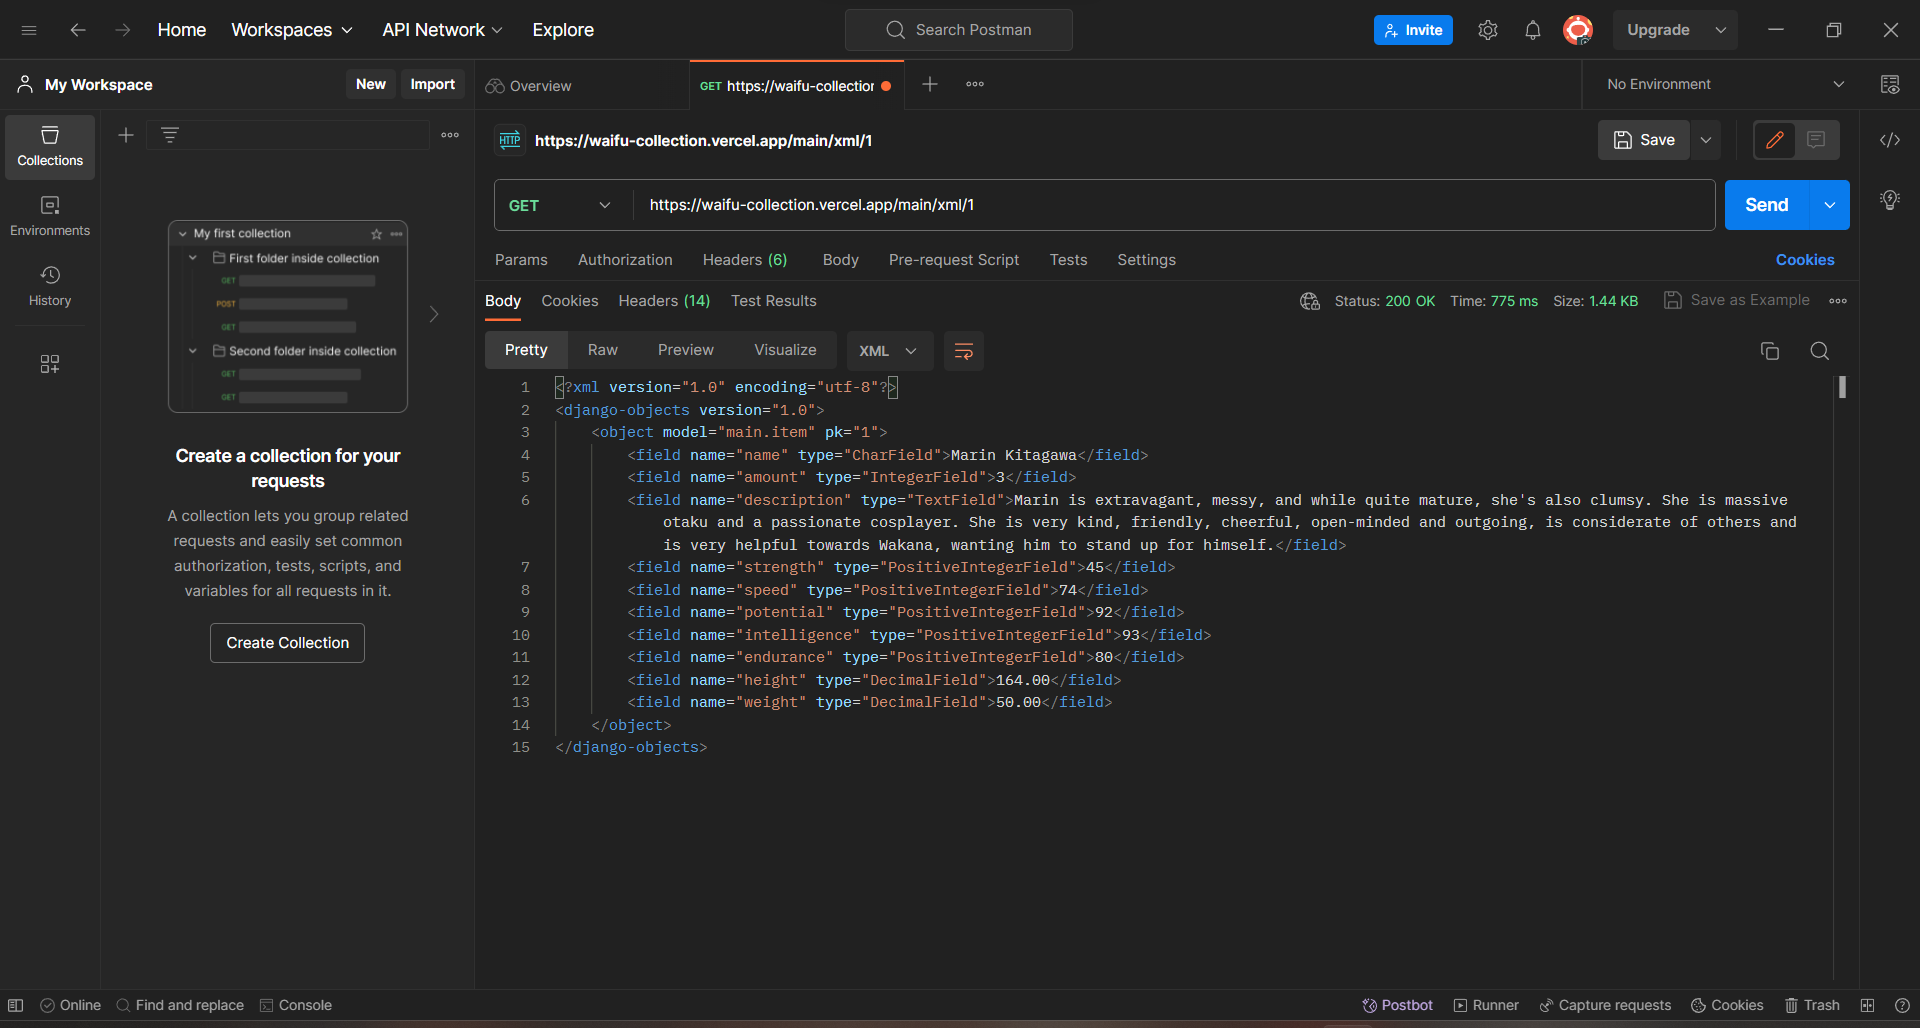 Home Workspaces API Network Explore Search Postman Invite Upgrade
My Workspace New Import Overview GET https://waifu-collection No Environment
Collections
Environments
History
My first collection
First folder inside collection
GET
POST
GET
Second folder inside collection
GET
GET
Create a collection for your
requests
A collection lets you group related
requests and easily set common
authorization, tests, scripts, and
variables for all requests in it.
Create Collection
HTTP https://waifu-collection.vercel.app/main/xml/1 Save
GET https://waifu-collection.vercel.app/main/xml/1 Send
Params Authorization Headers (6) Body Pre-request Script Tests Settings Cookies
Body Cookies Headers (14) Test Results Status: 200 OK Time: 775 ms Size: 1.44 KB Save as Example
Pretty Raw Preview Visualize XML
1 <?xml version="1.0" encoding="utf-8"?>
2 <django-objects version="1.0">
3 <object model="main.item" pk="1">
4 <field name="name" type="CharField">Marin Kitagawa</field>
5 <field name="amount" type="IntegerField">3</field>
6 <field name="description" type="TextField">Marin is extravagant, messy, and while quite mature, she's also clumsy. She is massive
otaku and a passionate cosplayer. She is very kind, friendly, cheerful, open-minded and outgoing, is considerate of others and
is very helpful towards Wakana, wanting him to stand up for himself.</field>
7 <field name="strength" type="PositiveIntegerField">45</field>
8 <field name="speed" type="PositiveIntegerField">74</field>
9 <field name="potential" type="PositiveIntegerField">92</field>
10 <field name="intelligence" type="PositiveIntegerField">93</field>
11 <field name="endurance" type="PositiveIntegerField">80</field>
12 <field name="height" type="DecimalField">164.00</field>
13 <field name="weight" type="DecimalField">50.00</field>
14 </object>
15 </django-objects>
Online Find and replace Console Postbot Runner Capture requests Cookies Trash